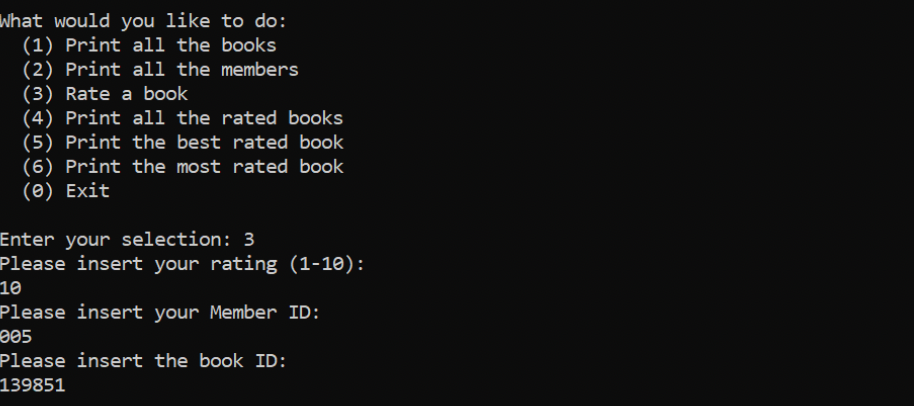 What would you like to do:
(1) Print all the books
(2) Print all the members
(3) Rate a book
(4) Print all the rated books
(5) Print the best rated book
(6) Print the most rated book
(0) Exit
Enter your selection: 3
Please insert your rating (1-10):
10
Please insert your Member ID:
005
Please insert the book ID:
139851